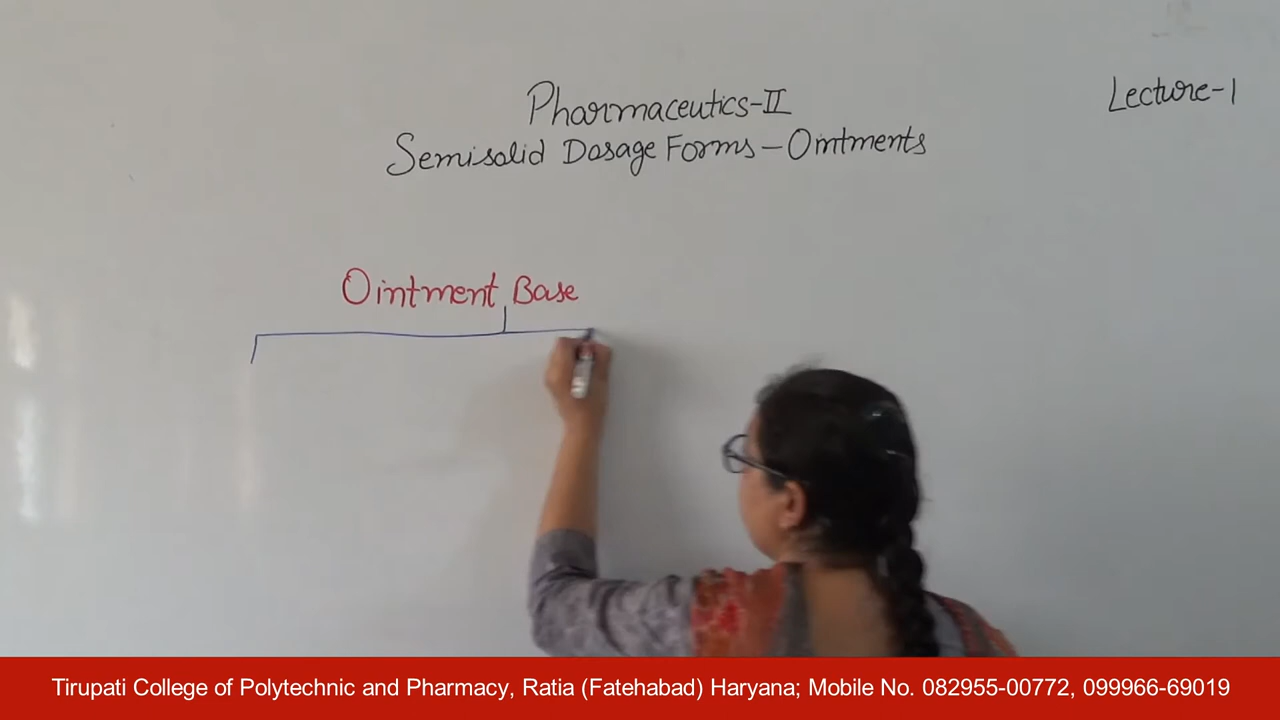 Pharmaceutics-II
Lecture-1
Semisolid Dosage Forms – Ointments
Ointment Base
Tirupati College of Polytechnic and Pharmacy, Ratia (Fatehabad) Haryana; Mobile No. 082955-00772, 099966-69019